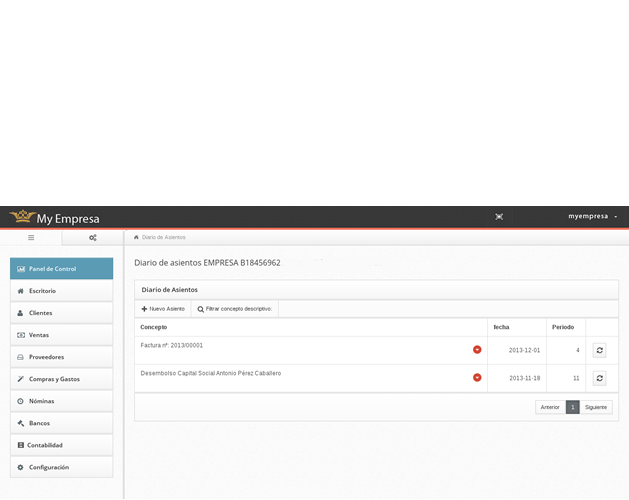 My Empresa
myempresa
Diario de Asientos
Panel de Control
Escritorio
Clientes
Ventas
Proveedores
Compras y Gastos
Nóminas
Bancos
Contabilidad
Configuración
Diario de asientos EMPRESA B18456962
Diario de Asientos
Nuevo Asiento Filtrar concepto descriptivo:
Concepto fecha Periodo
Factura nº: 2013/00001 2013-12-01 4
Desembolso Capital Social Antonio Pérez Caballero 2013-11-18 11
Anterior 1 Siguiente